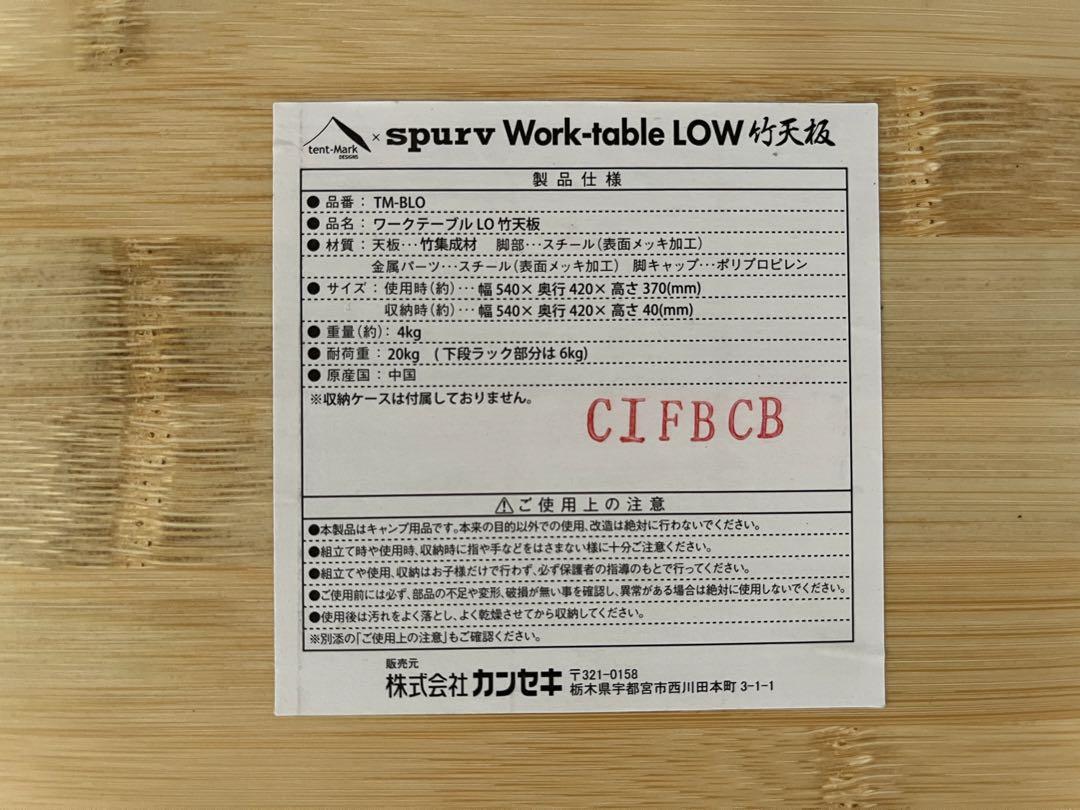 tent-Mark DESIGNS × spurv Work-table LOW 竹天板
製品仕様
● 品番：TM-BLO
● 品名：ワークテーブル LO 竹天板
● 材質：天板…竹集成材　脚部…スチール（表面メッキ加工）
金属パーツ…スチール（表面メッキ加工）　脚キャップ…ポリプロピレン
● サイズ：使用時（約）…幅 540× 奥行 420× 高さ 370(mm)
収納時（約）…幅 540× 奥行 420× 高さ 40(mm)
● 重量（約）：4kg
● 耐荷重：20kg　( 下段ラック部分は 6kg)
● 原産国：中国
※収納ケースは付属しておりません。
CIFBCB
⚠ご使用上の注意
●本製品はキャンプ用品です。本来の目的以外での使用、改造は絶対に行わないでください。
●組立て時や使用時、収納時に指や手などをはさまない様に十分ご注意ください。
●組立てや使用、収納はお子様だけで行わず、必ず保護者の指導のもとで行ってください。
●ご使用前には必ず、部品の不足や変形、破損が無い事を確認し、異常がある場合は絶対に使用しないでください。
●使用後は汚れをよく落とし、よく乾燥させてから収納してください。
※別添の「ご使用上の注意」もご確認ください。
販売元
株式会社 カンセキ 〒321-0158
栃木県宇都宮市西川田本町 3-1-1